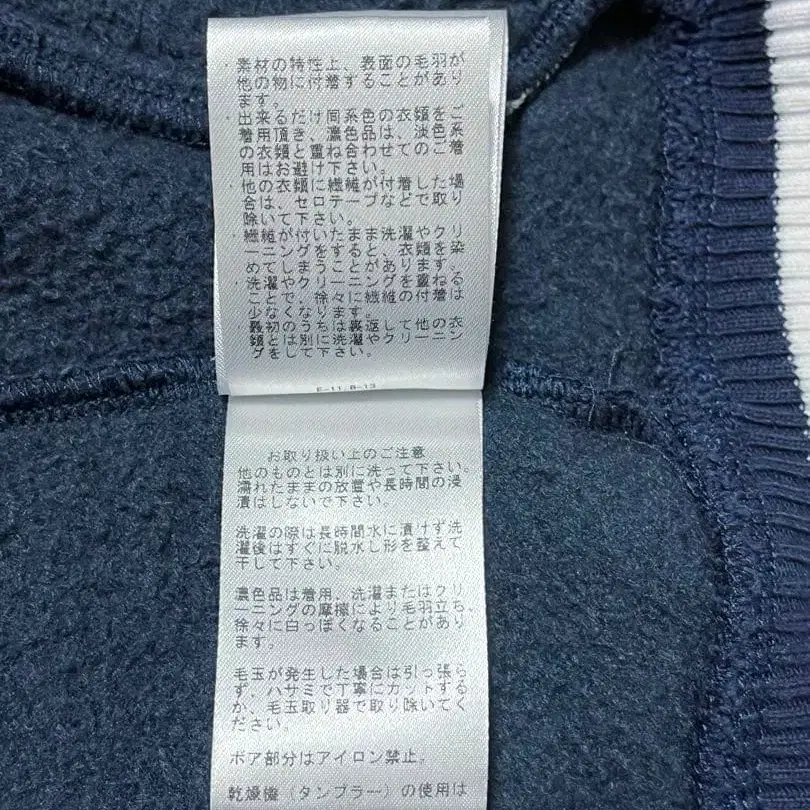 ・素材の特性上、表面の毛羽が
他の物に付着することがあり
ます。
・出来るだけ同系色の衣類をご
着用頂き、濃色品は、淡色系
の衣類と重ね合わせてのご着
用はお避け下さい。
・他の衣類に繊維が付着した場
合は、セロテープなどで取り
除いて下さい。
・繊維が付いたまま洗濯やクリ
ーニングをすると、衣類を染
めてしまうことがあります。
・洗濯やクリーニングを重ねる
ことで、徐々に繊維の付着は
少なくなります。
最初のうちは裏返して他の衣
類とは別に洗濯やクリーニン
グをして下さい。
F-11,B-13
お取り扱い上のご注意
他のものとは別に洗って下さい。
濡れたままの放置や長時間の浸
漬はしないで下さい。
洗濯の際は長時間水に漬けず洗
濯後はすぐに脱水し形を整えて
干して下さい。
濃色品は着用、洗濯またはクリ
ーニングの摩擦により毛羽立ち、
徐々に白っぽくなることがあり
ます。
毛玉が発生した場合は引っ張ら
ず、ハサミで丁寧にカットする
か、毛玉取り器で取り除いてく
ださい。
ボア部分はアイロン禁止。
乾燥機（タンブラー）の使用は